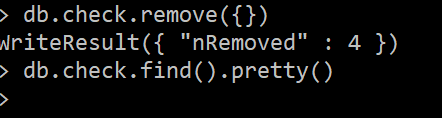 > db.check.remove({})
WriteResult({ "nRemoved" : 4 })
> db.check.find().pretty()
>